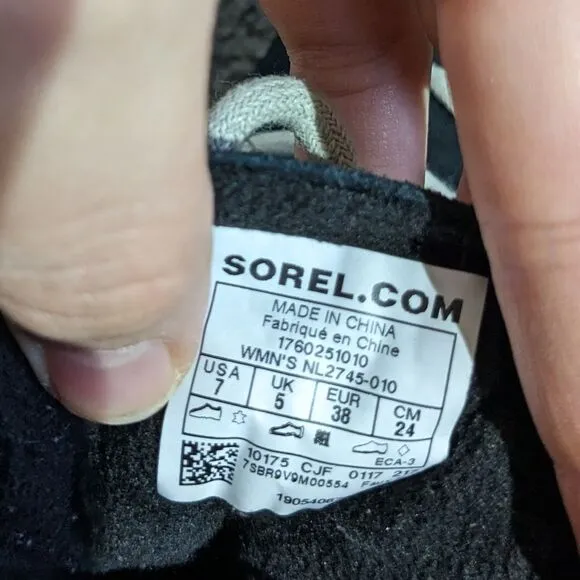 SOREL.COM
MADE IN CHINA
Fabriqué en Chine
1760251010
WMN'S NL2745-010
USA UK EUR CM
7 5 38 24
ECA-3
10175 CJF 0117
7SBR9V9M00554